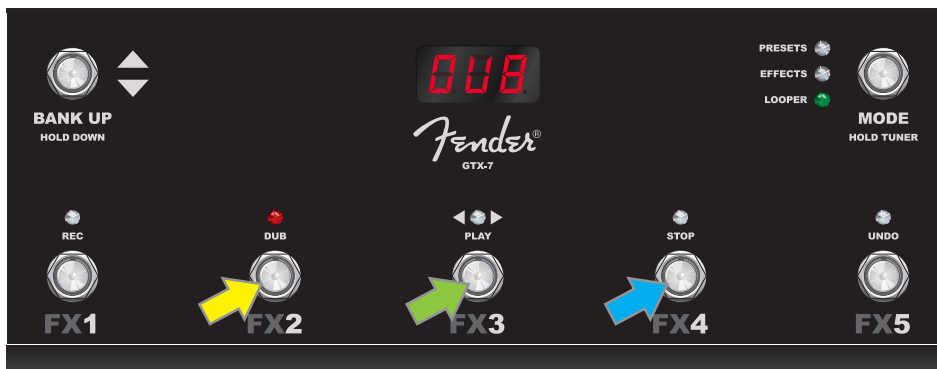 PRESETS
EFFECTS
LOOPER
DUB
BANK UP
HOLD DOWN
MODE
HOLD TUNER
Fender®
GTX-7
REC
DUB
PLAY
STOP
UNDO
FX1
FX2
FX3
FX4
FX5